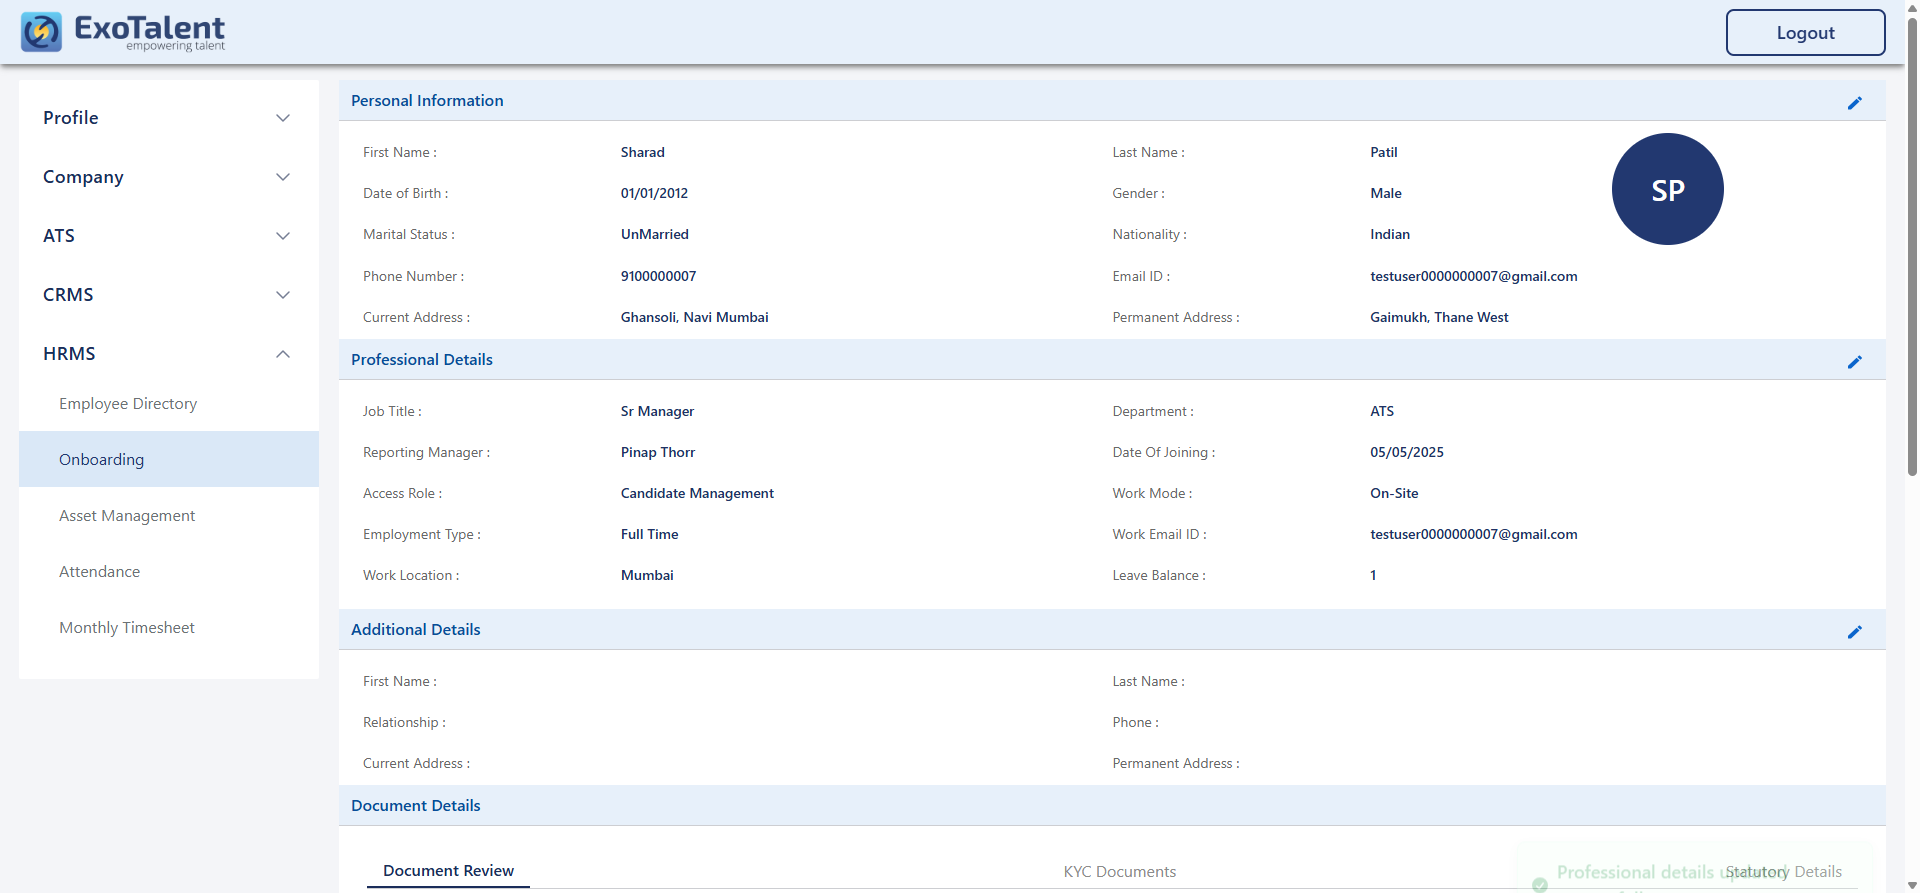 ExoTalent
empowering talent
Logout
Profile
Company
ATS
CRMS
HRMS
Employee Directory
Onboarding
Asset Management
Attendance
Monthly Timesheet
Personal Information
First Name : Sharad Last Name : Patil
SP
Date of Birth : 01/01/2012 Gender : Male
Marital Status : UnMarried Nationality : Indian
Phone Number : 9100000007 Email ID : testuser0000000007@gmail.com
Current Address : Ghansoli, Navi Mumbai Permanent Address : Gaimukh, Thane West
Professional Details
Job Title : Sr Manager Department : ATS
Reporting Manager : Pinap Thorr Date Of Joining : 05/05/2025
Access Role : Candidate Management Work Mode : On-Site
Employment Type : Full Time Work Email ID : testuser0000000007@gmail.com
Work Location : Mumbai Leave Balance : 1
Additional Details
First Name : Last Name :
Relationship : Phone :
Current Address : Permanent Address :
Document Details
Document Review KYC Documents Statutory Details
Professional details updated